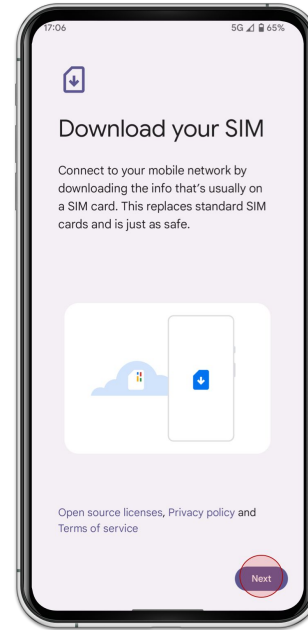 17:06 5G 65%
Download your SIM
Connect to your mobile network by
downloading the info that's usually on
a SIM card. This replaces standard SIM
cards and is just as safe.
Open source licenses, Privacy policy and
Terms of service
Next